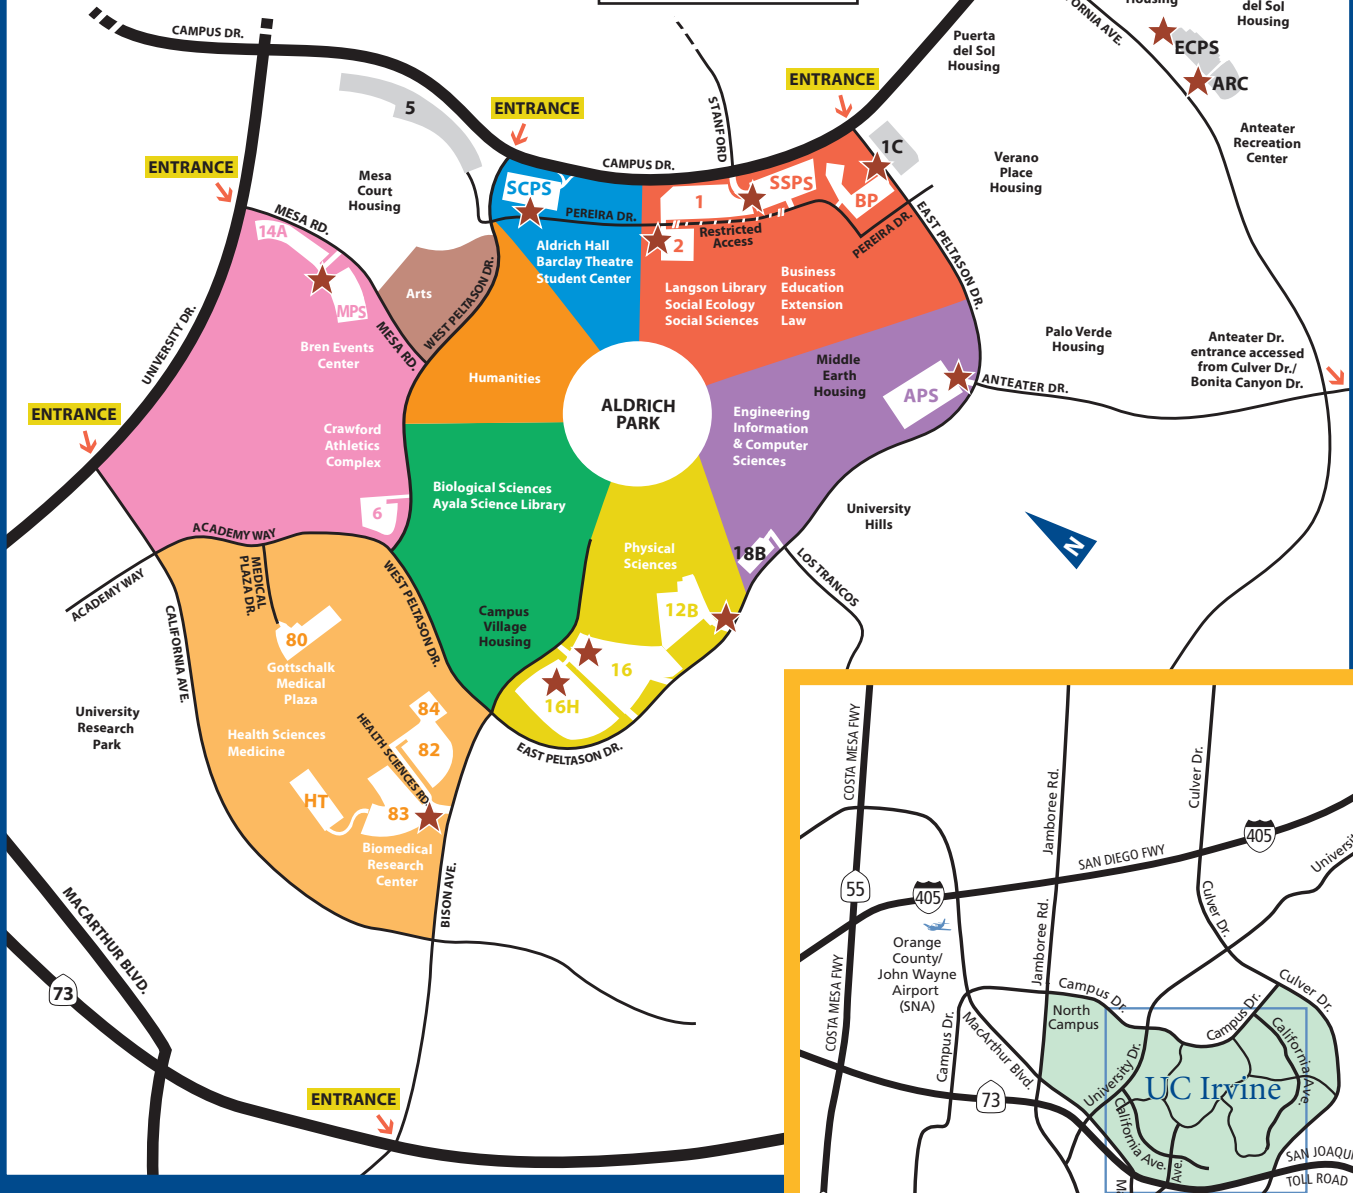 Housing
del Sol
Housing
CAMPUS DR.
ECPS
ARC
Puerta
del Sol
Housing
ENTRANCE
ENTRANCE
ENTRANCE
5
STANFORD
1C
Anteater
Recreation
Center
Mesa
Court
Housing
CAMPUS DR.
Verano
Place
Housing
SCPS
SSPS
BP
1
2
PEREIRA DR.
Restricted
Access
PEREIRA DR.
EAST PELTASON DR.
MESA RD.
14A
MPS
MESA RD.
Arts
WEST PELTASON DR.
Aldrich Hall
Barclay Theatre
Student Center
Langson Library
Social Ecology
Social Sciences
Business
Education
Extension
Law
UNIVERSITY DR.
Bren Events
Center
Humanities
ALDRICH
PARK
Middle
Earth
Housing
APS
ANTEATER DR.
Palo Verde
Housing
Anteater Dr.
entrance accessed
from Culver Dr./
Bonita Canyon Dr.
ENTRANCE
Crawford
Athletics
Complex
Engineering
Information
& Computer
Sciences
Biological Sciences
Ayala Science Library
6
University
Hills
N
ACADEMY WAY
ACADEMY WAY
MEDICAL
PLAZA DR.
WEST PELTASON DR.
CALIFORNIA AVE.
Physical
Sciences
18B
LOS TRANCOS
12B
Campus
Village
Housing
16
16H
EAST PELTASON DR.
80
Gottschalk
Medical
Plaza
University
Research
Park
Health Sciences
Medicine
HEALTH SCIENCES RD.
84
82
HT
83
Biomedical
Research
Center
BISON AVE.
MACARTHUR BLVD.
73
ENTRANCE
COSTA MESA FWY
Jamboree Rd.
Culver Dr.
405
SAN DIEGO FWY
55
405
Culver Dr.
Jamboree Rd.
Orange
County/
John Wayne
Airport
(SNA)
COSTA MESA FWY
Campus Dr.
Culver Dr.
North
Campus
Campus Dr.
MacArthur Blvd.
Campus Dr.
California Ave.
University Dr.
UC Irvine
73
California Ave.
Ave.
TOLL ROAD